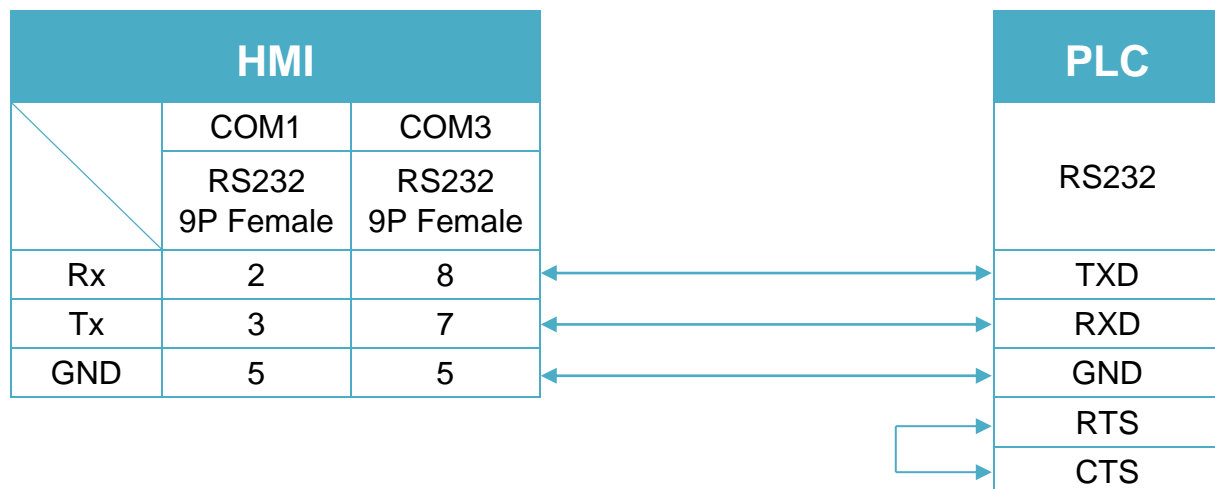 HMI PLC
COM1 COM3
RS232 RS232 RS232
9P Female 9P Female
Rx 2 8 TXD
Tx 3 7 RXD
GND 5 5 GND
RTS
CTS